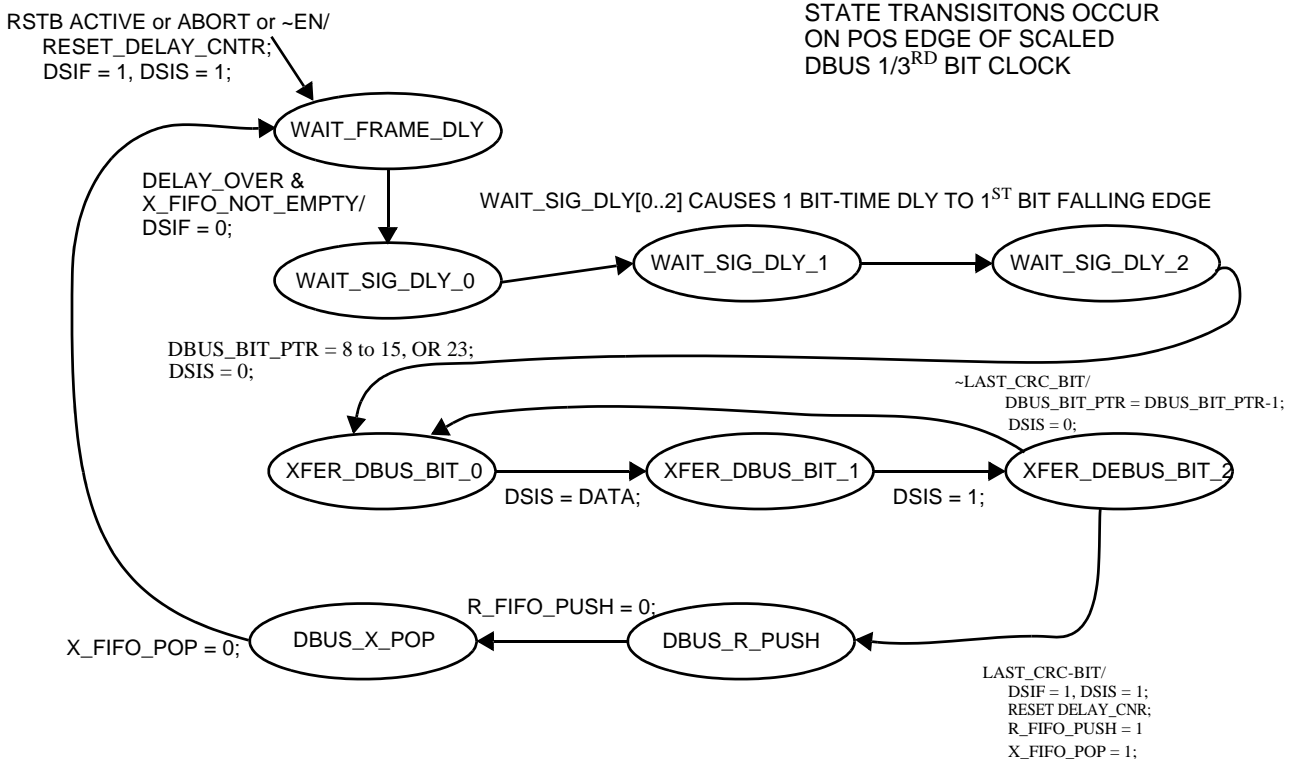 RSTB ACTIVE or ABORT or ~EN/
RESET_DELAY_CNTR;
DSIF = 1, DSIS = 1;
STATE TRANSISITONS OCCUR
ON POS EDGE OF SCALED
DBUS 1/3RD BIT CLOCK
WAIT_FRAME_DLY
DELAY_OVER &
X_FIFO_NOT_EMPTY/
DSIF = 0;
WAIT_SIG_DLY[0..2] CAUSES 1 BIT-TIME DLY TO 1ST BIT FALLING EDGE
WAIT_SIG_DLY_0
WAIT_SIG_DLY_1
WAIT_SIG_DLY_2
DBUS_BIT_PTR = 8 to 15, OR 23;
DSIS = 0;
~LAST_CRC_BIT/
DBUS_BIT_PTR = DBUS_BIT_PTR-1;
DSIS = 0;
XFER_DBUS_BIT_0
DSIS = DATA;
XFER_DBUS_BIT_1
DSIS = 1;
XFER_DEBUS_BIT_2
X_FIFO_POP = 0;
DBUS_X_POP
R_FIFO_PUSH = 0;
DBUS_R_PUSH
LAST_CRC-BIT/
DSIF = 1, DSIS = 1;
RESET DELAY_CNR;
R_FIFO_PUSH = 1
X_FIFO_POP = 1;